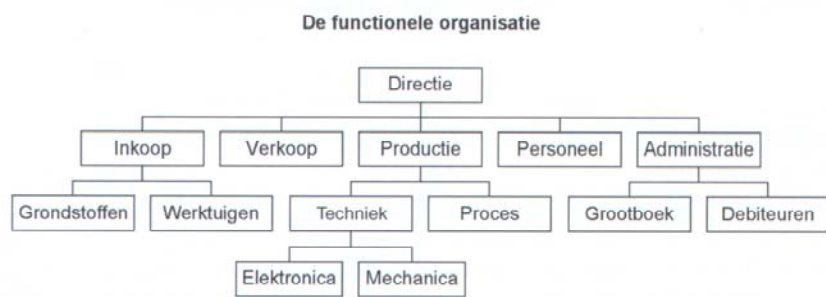 De functionele organisatie
Directie
Inkoop Verkoop Productie Personeel Administratie
Grondstoffen Werktuigen Techniek Proces Grootboek Debiteuren
Elektronica Mechanica